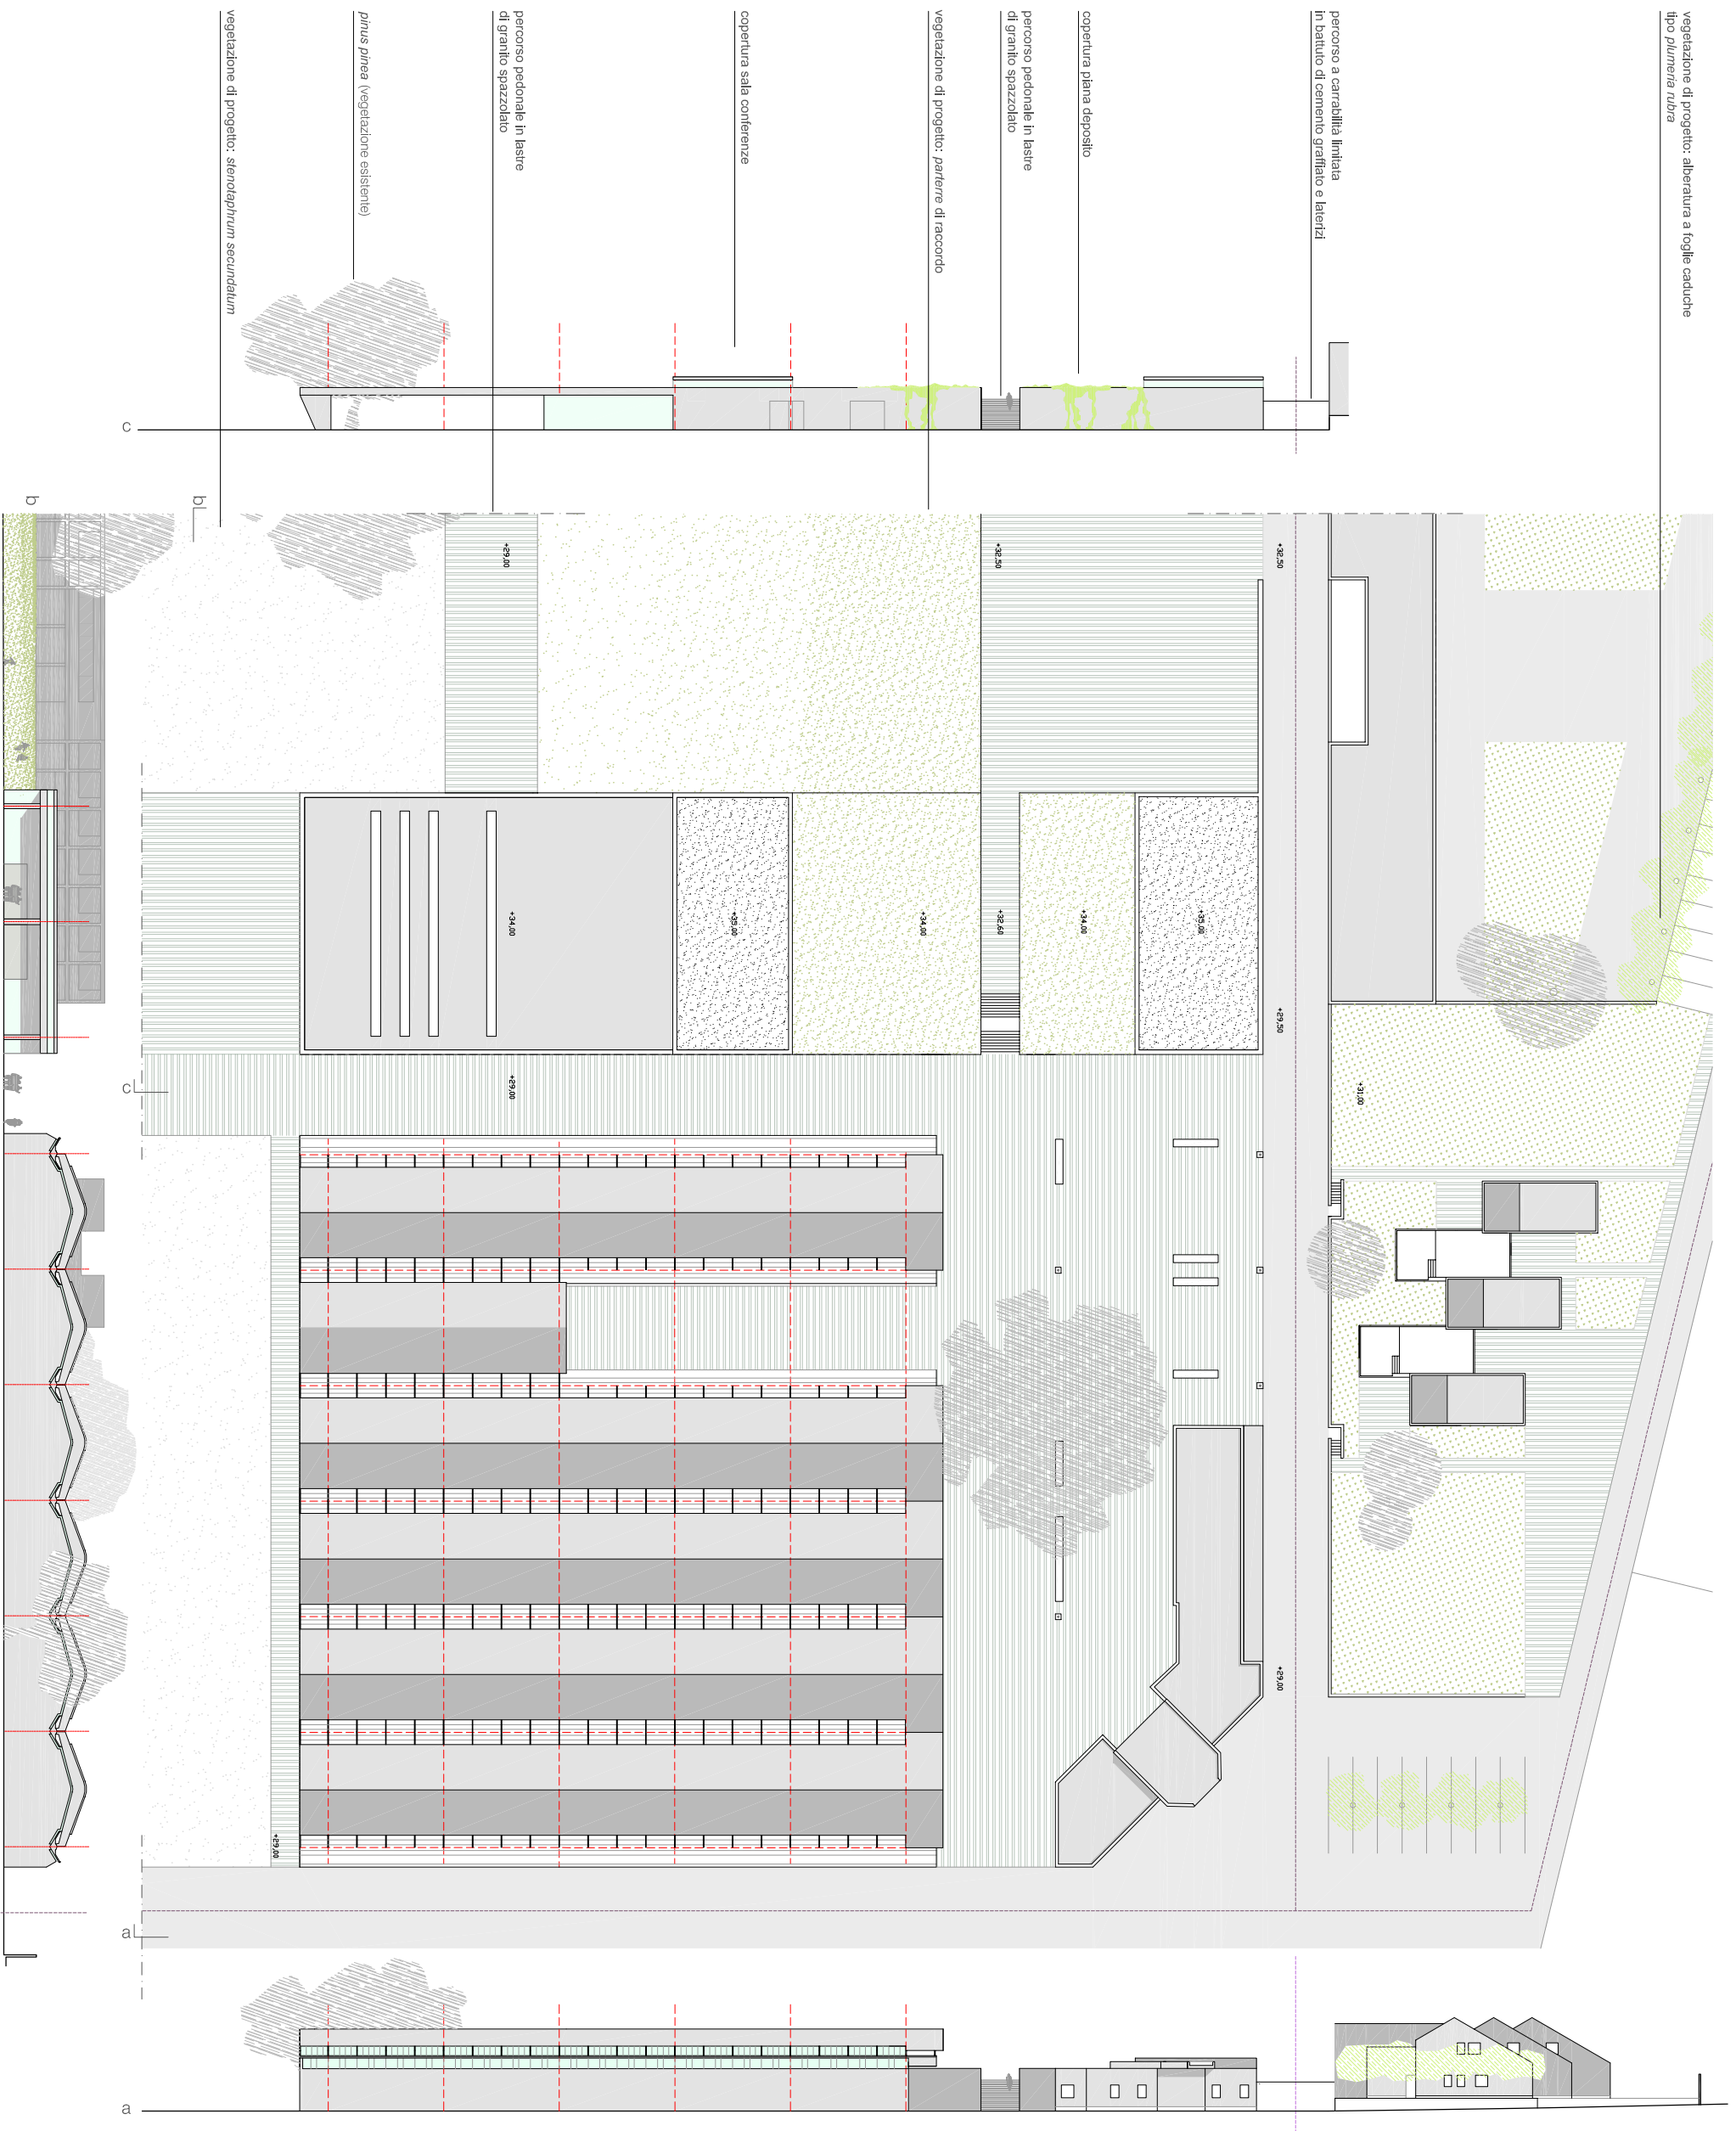 vegetazione di progetto: alberatura a foglie caduche
tipo plumeria rubra
percorso a carrabilità limitata
in battuto di cemento graffiato e laterizi
copertura piana deposito
percorso pedonale in lastre
di granito spazzolato
vegetazione di progetto: parterre di raccordo
copertura sala conferenze
percorso pedonale in lastre
di granito spazzolato
pinus pinea (vegetazione esistente)
vegetazione di progetto: stenotaphrum secundatum
c
b
b
+29,00
+32,50
+32,50
+34,00
+35,00
+34,00
+32,60
+34,00
+35,00
+29,50
+31,00
c
+29,00
+29,00
+29,00
a
a